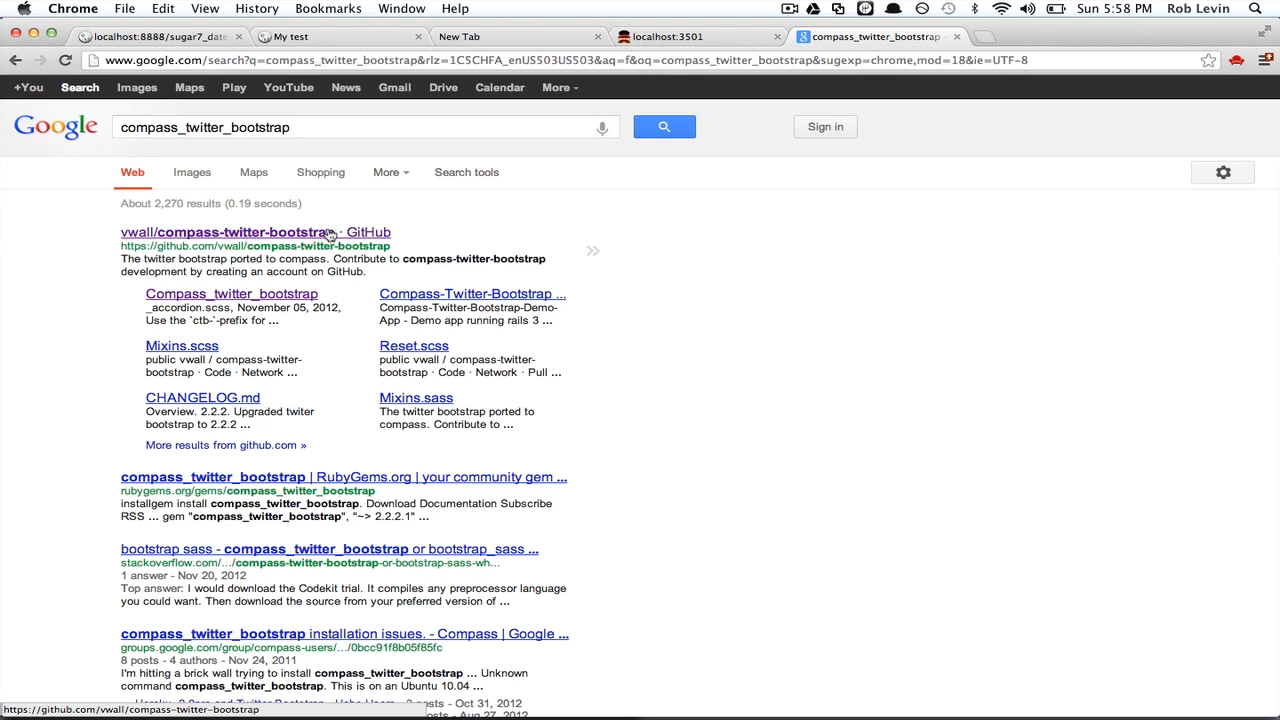 Chrome File Edit View History Bookmarks Window Help Sun 5:58 PM Rob Levin
localhost:8888/sugar7_date × My test × New Tab × localhost:3501 × compass_twitter_bootstrap ×
www.google.com/search?q=compass_twitter_bootstrap&rlz=1C5CHFA_enUS503US503&aq=f&oq=compass_twitter_bootstrap&sugexp=chrome,mod=18&ie=UTF-8
+You Search Images Maps Play YouTube News Gmail Drive Calendar More
Google compass_twitter_bootstrap Sign in
Web Images Maps Shopping More Search tools
About 2,270 results (0.19 seconds)
vwall/compass-twitter-bootstrap · GitHub
https://github.com/vwall/compass-twitter-bootstrap
The twitter bootstrap ported to compass. Contribute to compass-twitter-bootstrap
development by creating an account on GitHub.
Compass_twitter_bootstrap
_accordion.scss, November 05, 2012,
Use the `ctb-`-prefix for ...
Compass-Twitter-Bootstrap ...
Compass-Twitter-Bootstrap-Demo-
App - Demo app running rails 3 ...
Mixins.scss
public vwall / compass-twitter-
bootstrap · Code · Network ...
Reset.scss
public vwall / compass-twitter-
bootstrap · Code · Network · Pull ...
CHANGELOG.md
Overview. 2.2.2. Upgraded twiter
bootstrap to 2.2.2 ...
Mixins.sass
The twitter bootstrap ported to
compass. Contribute to ...
More results from github.com »
compass_twitter_bootstrap | RubyGems.org | your community gem ...
rubygems.org/gems/compass_twitter_bootstrap
installgem install compass_twitter_bootstrap. Download Documentation Subscribe
RSS ... gem "compass_twitter_bootstrap", "~> 2.2.2.1" ...
bootstrap sass - compass_twitter_bootstrap or bootstrap_sass ...
stackoverflow.com/.../compass-twitter-bootstrap-or-bootstrap-sass-wh...
1 answer - Nov 20, 2012
Top answer: I would download the Codekit trial. It compiles any preprocessor language
you could want. Then download the source from your preferred version of ...
compass_twitter_bootstrap installation issues. - Compass | Google ...
groups.google.com/group/compass-users/.../0bcc91f8b05f85fc
8 posts - 4 authors - Nov 24, 2011
I'm hitting a brick wall trying to install compass_twitter_bootstrap ... Unknown
command compass_twitter_bootstrap. This is on an Ubuntu 10.04 ...
posts - Oct 31, 2012
posts - Aug 27, 2012
https://github.com/vwall/compass-twitter-bootstrap